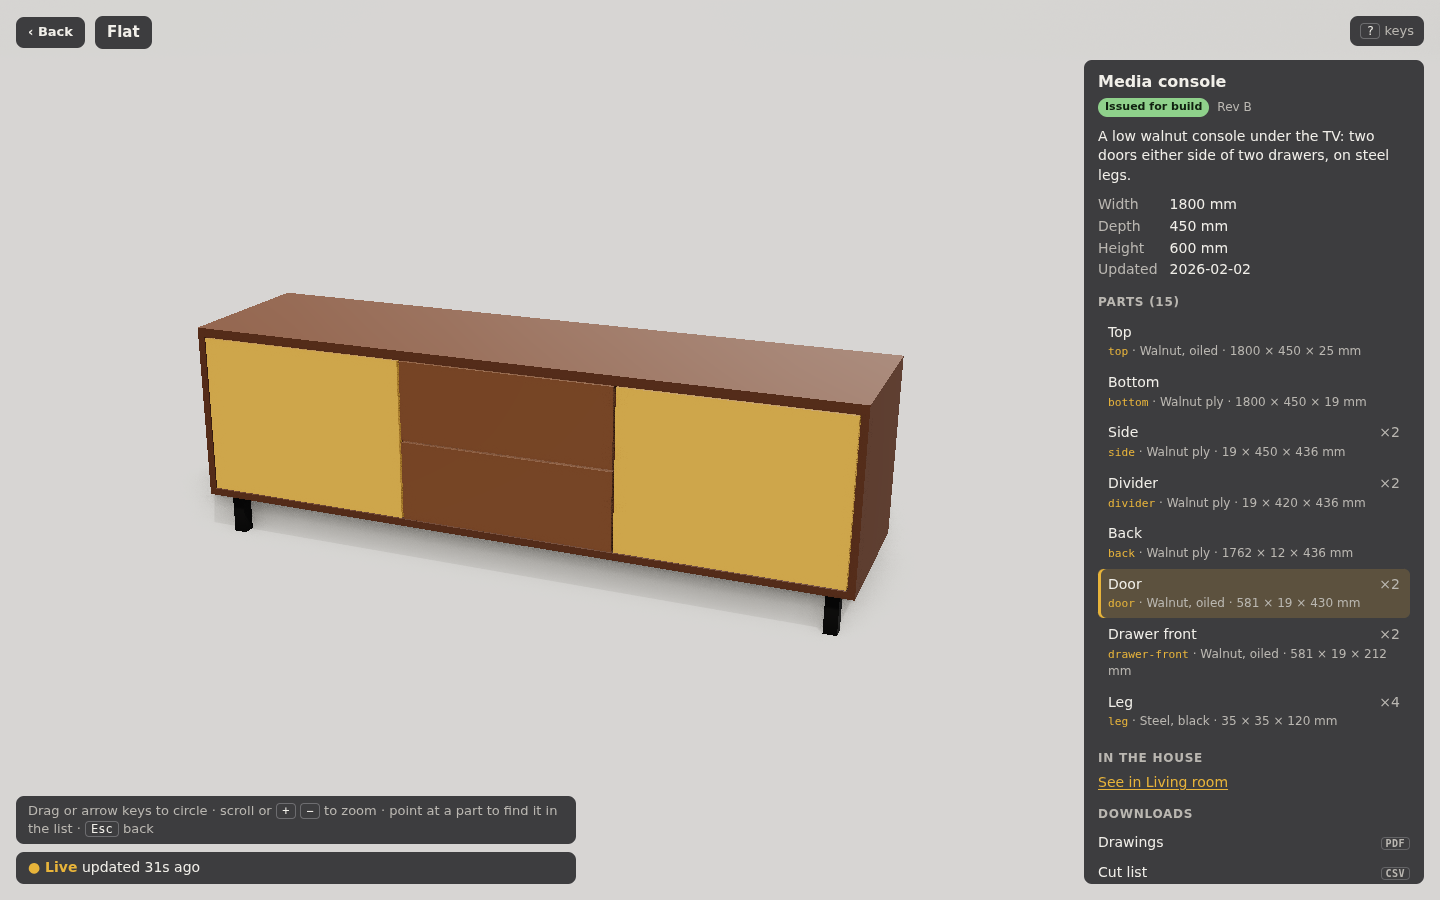 ‹ Back
Flat
? keys
Media console
Issued for build Rev B
A low walnut console under the TV: two
doors either side of two drawers, on steel
legs.
Width 1800 mm
Depth 450 mm
Height 600 mm
Updated 2026-02-02
PARTS (15)
Top
top · Walnut, oiled · 1800 × 450 × 25 mm
Bottom
bottom · Walnut ply · 1800 × 450 × 19 mm
Side ×2
side · Walnut ply · 19 × 450 × 436 mm
Divider ×2
divider · Walnut ply · 19 × 420 × 436 mm
Back
back · Walnut ply · 1762 × 12 × 436 mm
Door ×2
door · Walnut, oiled · 581 × 19 × 430 mm
Drawer front ×2
drawer-front · Walnut, oiled · 581 × 19 × 212
mm
Leg ×4
leg · Steel, black · 35 × 35 × 120 mm
IN THE HOUSE
See in Living room
DOWNLOADS
Drawings PDF
Cut list CSV
Drag or arrow keys to circle · scroll or + − to zoom · point at a part to find it in
the list · Esc back
● Live updated 31s ago